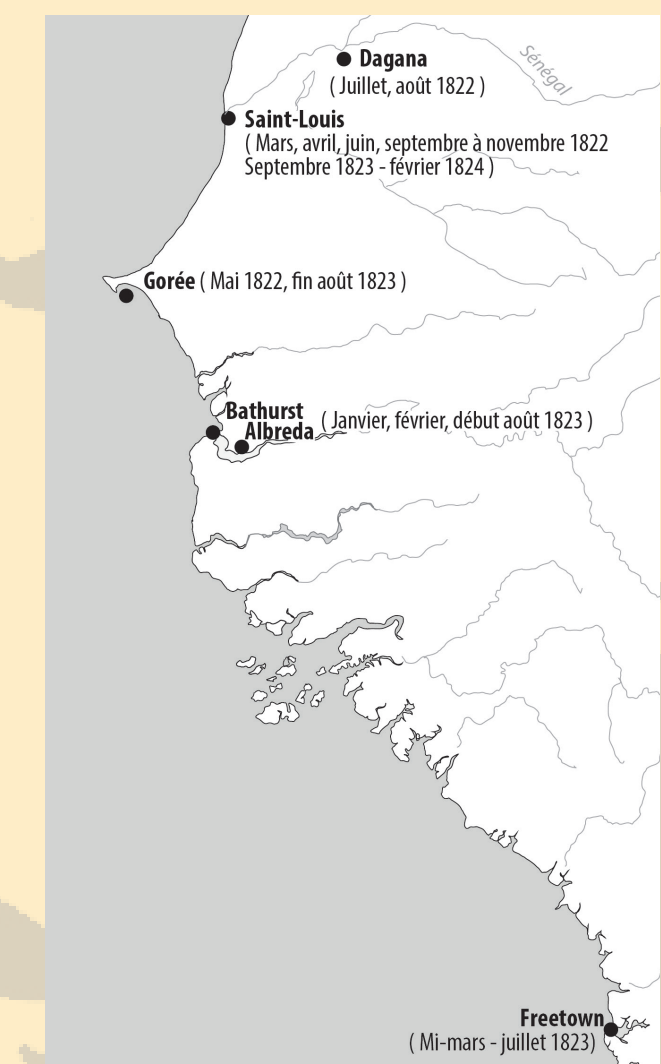 Dagana
( Juillet, août 1822 )
Sénégal
Saint-Louis
( Mars, avril, juin, septembre à novembre 1822
Septembre 1823 - février 1824 )
Gorée ( Mai 1822, fin août 1823 )
Bathurst
Albreda ( Janvier, février, début août 1823 )
Freetown
( Mi-mars - juillet 1823)